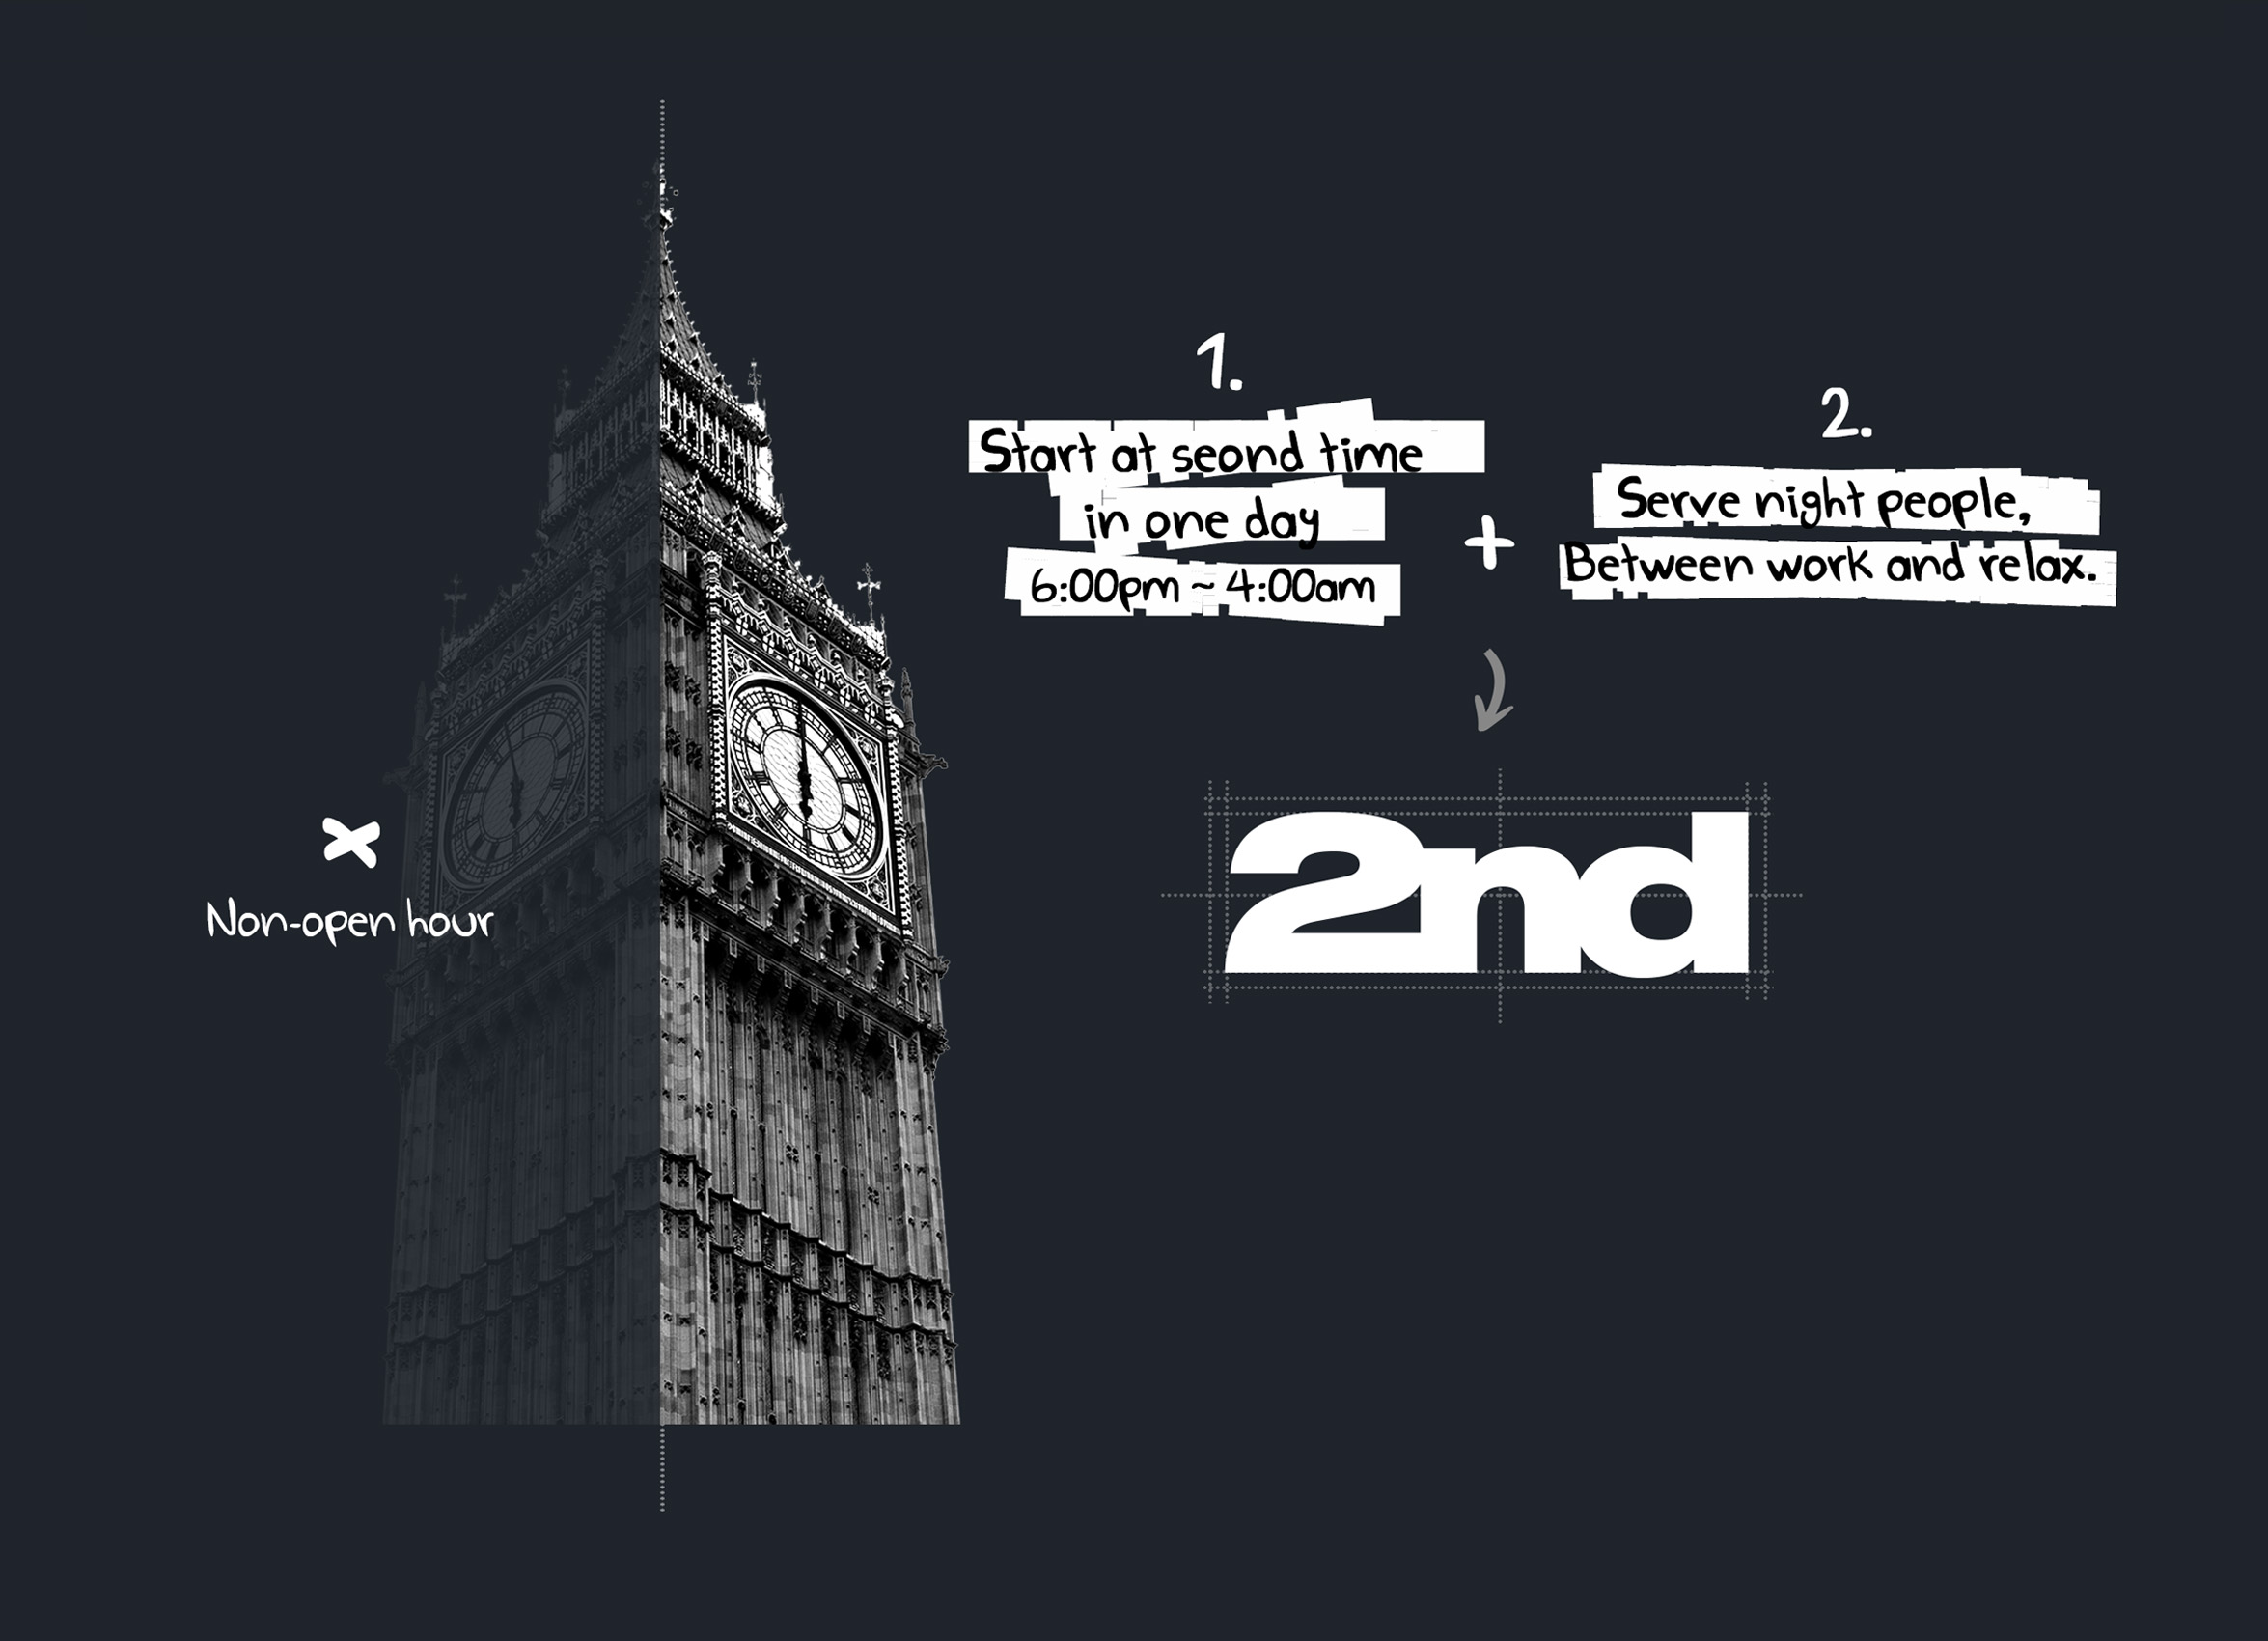 1.
Start at seond time
in one day
6:00pm ~ 4:00am
+
2.
Serve night people,
Between work and relax.
Non-open hour
2nd